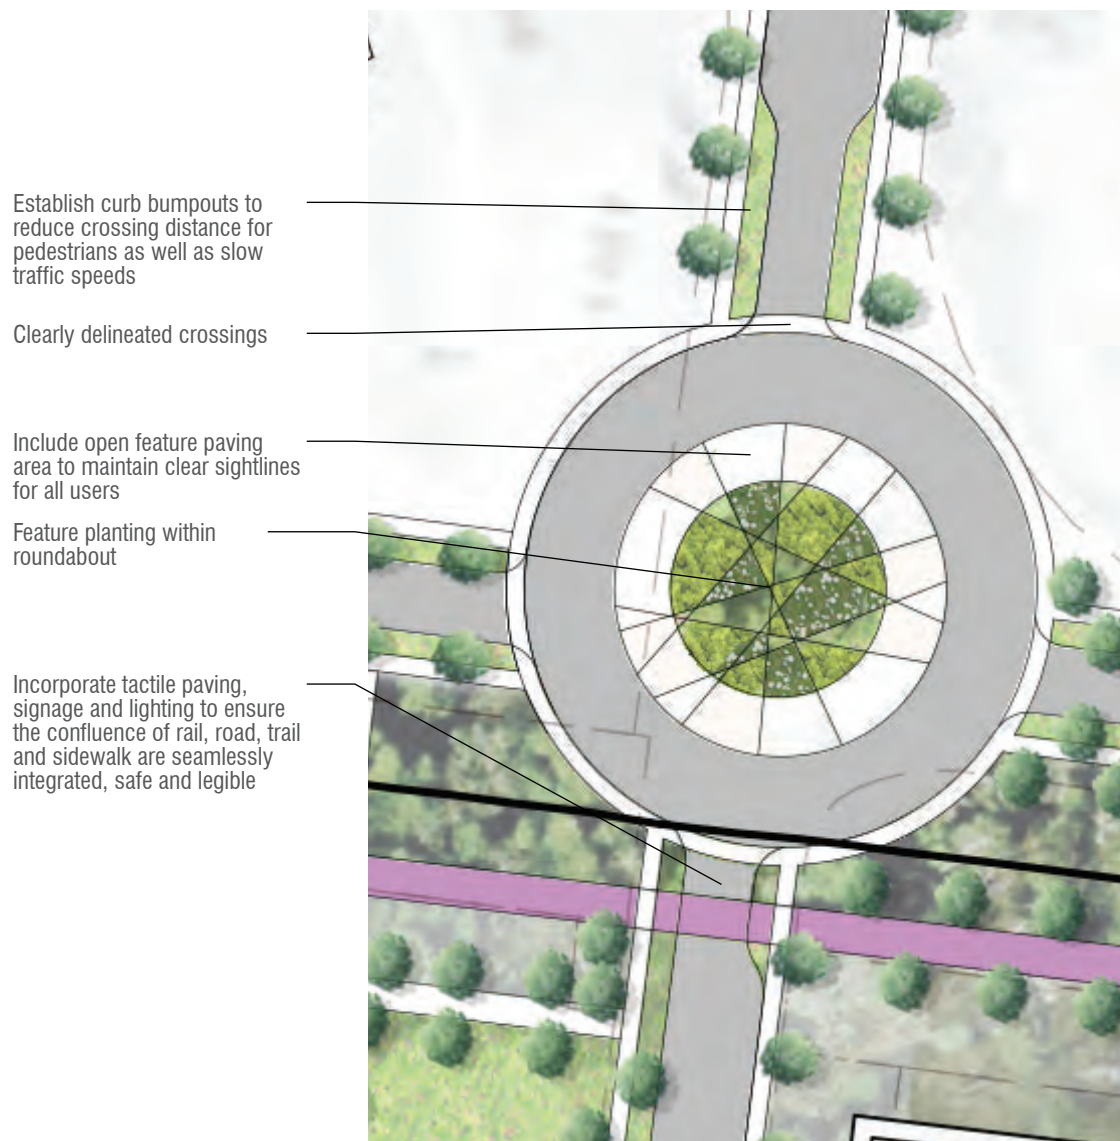 Establish curb bumpouts to
reduce crossing distance for
pedestrians as well as slow
traffic speeds
Clearly delineated crossings
Include open feature paving
area to maintain clear sightlines
for all users
Feature planting within
roundabout
Incorporate tactile paving,
signage and lighting to ensure
the confluence of rail, road, trail
and sidewalk are seamlessly
integrated, safe and legible